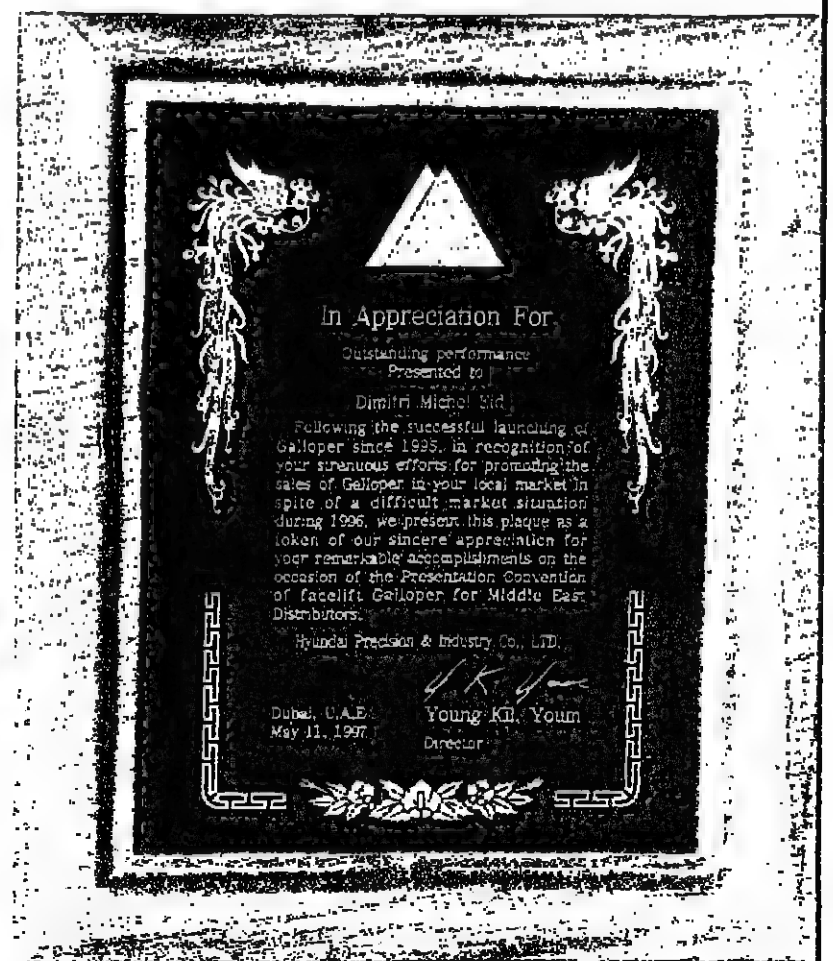 In Appreciation For
Outstanding performance
Presented to
Dimitri Michel Eid
Following the successful launching of
Galloper since 1995, in recognition of
your strenuous efforts for promoting the
sales of Galloper in your local market in
spite of a difficult market situation
during 1996, we present this plaque as a
token of our sincere appreciation for
your remarkable accomplishments on the
occasion of the Presentation Convention
of facelift Galloper for Middle East
Distributors.
Hyundai Precision & Industry Co., LTD.
Dubai, U.A.E
May 11, 1997
Young Kil, Youm
Director